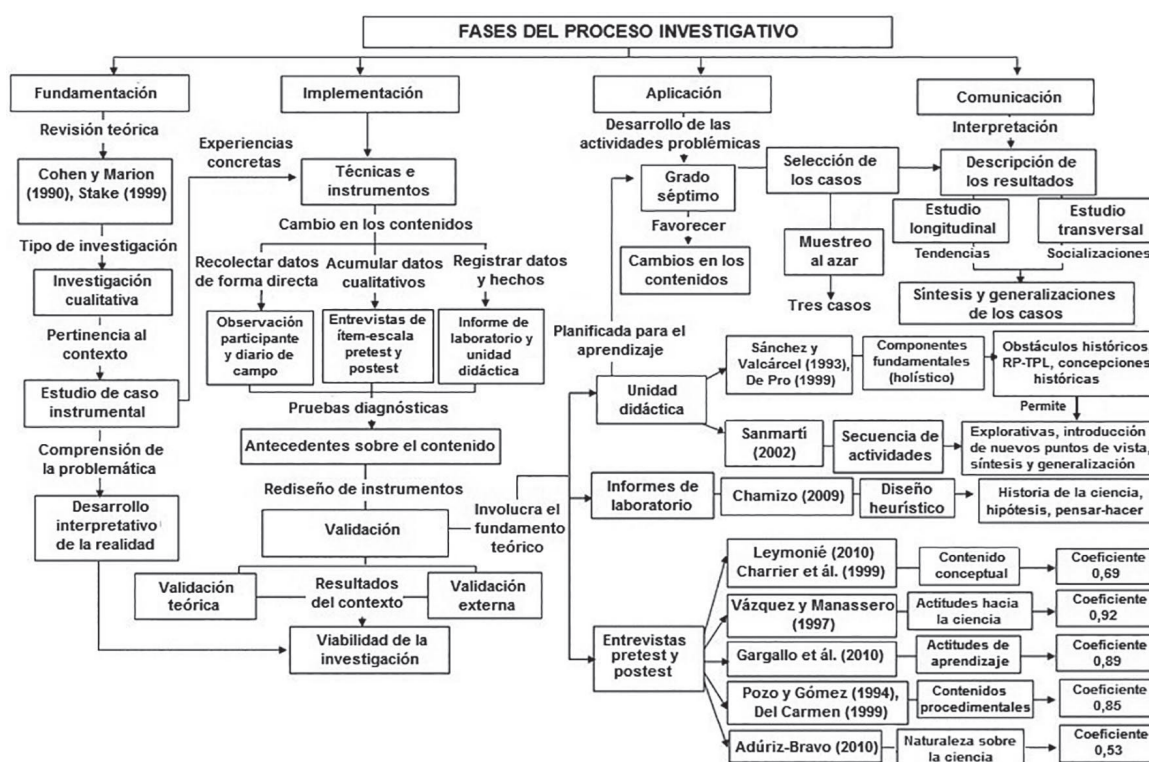 FASES DEL PROCESO INVESTIGATIVO
Fundamentación
Revisión teórica
Cohen y Marion
(1990), Stake (1999)
Tipo de investigación
Investigación
cualitativa
Pertinencia al
contexto
Estudio de caso
instrumental
Comprensión de
la problemática
Desarrollo
interpretativo
de la realidad
Experiencias
concretas
Implementación
Técnicas e
instrumentos
Cambio en los contenidos
Recolectar datos
de forma directa
Acumular datos
cualitativos
Registrar datos
y hechos
Observación
participante
y diario de
campo
Entrevistas de
ítem-escala
pretest y
postest
Informe de
laboratorio y
unidad
didáctica
Pruebas diagnósticas
Antecedentes sobre el contenido
Rediseño de instrumentos
Validación
Involucra el
fundamento
teórico
Validación
teórica
Resultados
del contexto
Validación
externa
Viabilidad de la
investigación
Aplicación
Desarrollo de las
actividades problémicas
Grado
séptimo
Favorecer
Cambios en los
contenidos
Selección de
los casos
Muestreo
al azar
Tres casos
Planificada para el
aprendizaje
Comunicación
Interpretación
Descripción de
los resultados
Estudio
longitudinal
Estudio
transversal
Tendencias
Socializaciones
Síntesis y generalizaciones
de los casos
Unidad
didáctica
Sánchez y
Valcárcel (1993),
De Pro (1999)
Componentes
fundamentales
(holístico)
Obstáculos históricos
RP-TPL, concepciones
históricas
Permite
Sanmartí
(2002)
Secuencia de
actividades
Explorativas, introducción
de nuevos puntos de vista,
síntesis y generalización
Informes de
laboratorio
Chamizo (2009)
Diseño
heurístico
Historia de la ciencia,
hipótesis, pensar-hacer
Entrevistas
pretest y
postest
Leymonié (2010)
Charrier et ál. (1999)
Contenido
conceptual
Coeficiente
0,69
Vázquez y Manassero
(1997)
Actitudes hacia
la ciencia
Coeficiente
0,92
Gargallo et ál. (2010)
Actitudes de
aprendizaje
Coeficiente
0,89
Pozo y Gómez (1994),
Del Carmen (1999)
Contenidos
procedimentales
Coeficiente
0,85
Adúriz-Bravo (2010)
Naturaleza sobre
la ciencia
Coeficiente
0,53